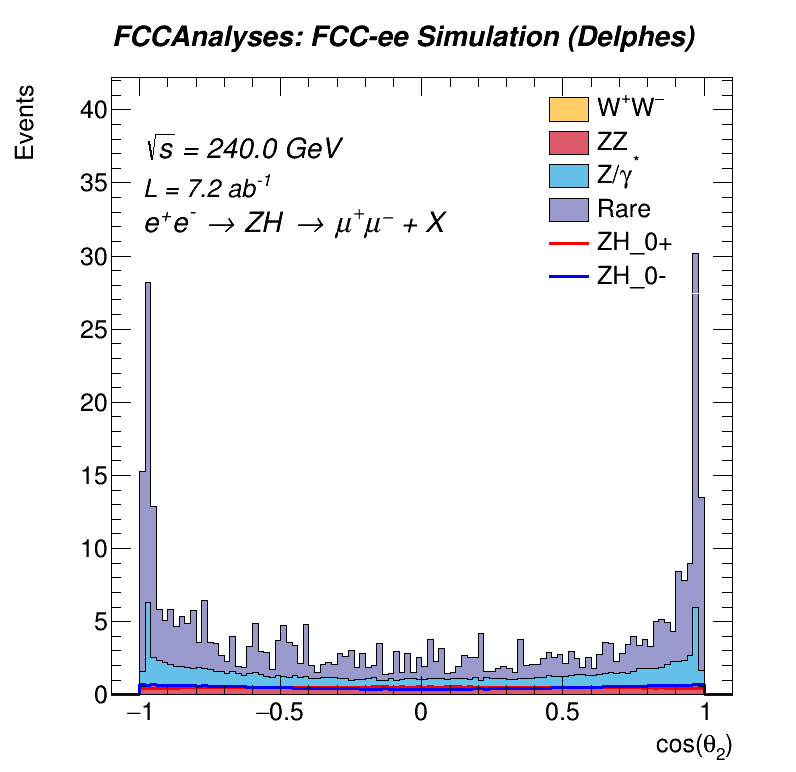 FCCAnalyses: FCC-ee Simulation (Delphes)
Events
√s = 240.0 GeV
L = 7.2 ab⁻¹
e⁺e⁻ → ZH → μ⁺μ⁻ + X
W⁺W⁻
ZZ
Z/γ*
Rare
ZH_0+
ZH_0-
40
35
30
25
20
15
10
5
0
−1 −0.5 0 0.5 1
cos(θ₂)